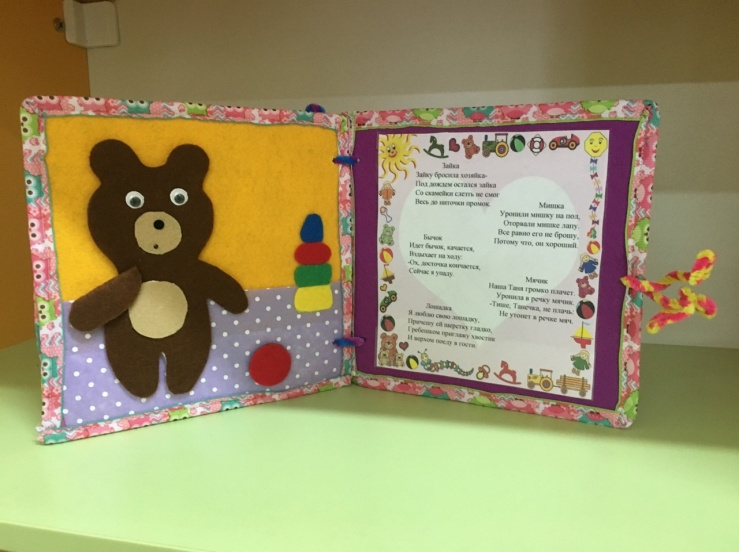 Зайка
Зайку бросила хозяйка-
Под дождем остался зайка
Со скамейки слезть не смог
Весь до ниточки промок.
Мишка
Уронили мишку на пол,
Оторвали мишке лапу.
Все равно его не брошу,
Потому что, он хороший.
Бычок
Идет бычок, качается,
Вздыхает на ходу:
-Ох, досточка кончается,
Сейчас я упаду.
Мячик
Наша Таня громко плачет
Уронила в речку мячик.
-Тише, Танечка, не плачь:
Не утонет в речке мяч.
Лошадка
Я люблю свою лошадку,
Причешу ей шерстку гладко,
Гребешком приглажу хвостик
И верхом поеду в гости.